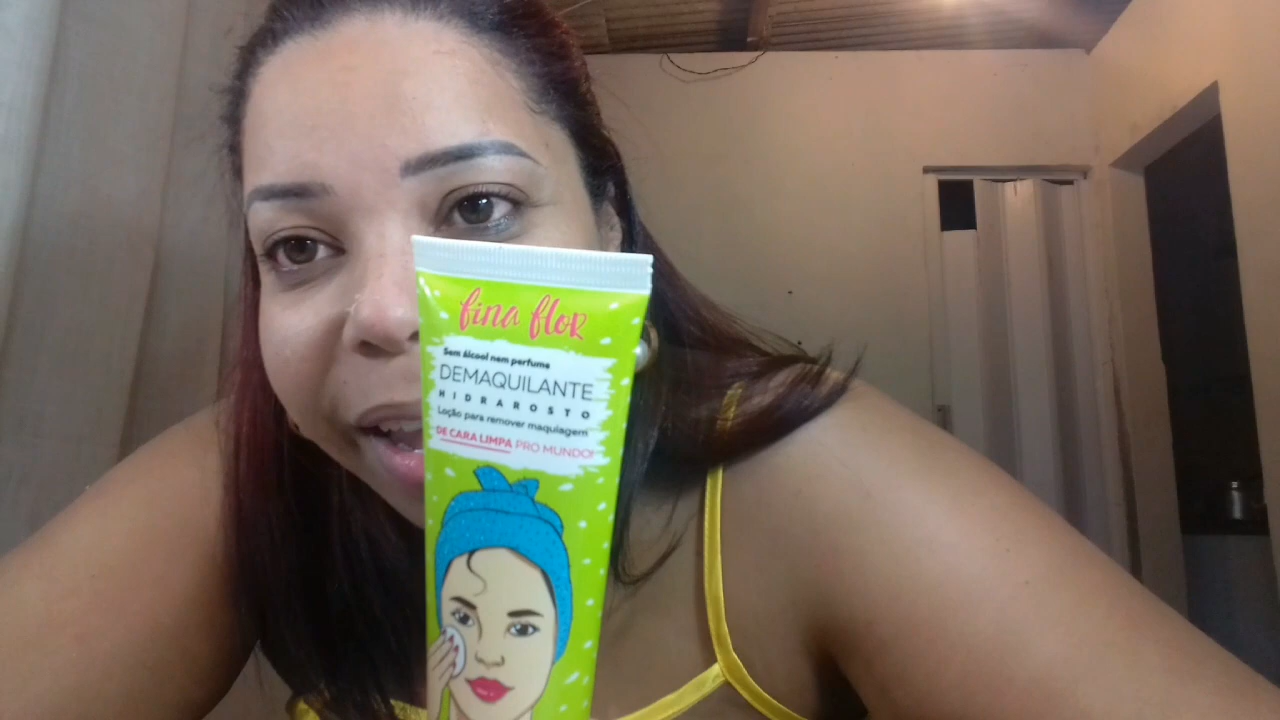 fina flor
Sem álcool nem perfume
DEMAQUILANTE
HIDRAROSTO
Loção para remover maquiagem
DE CARA LIMPA PRO MUNDO!